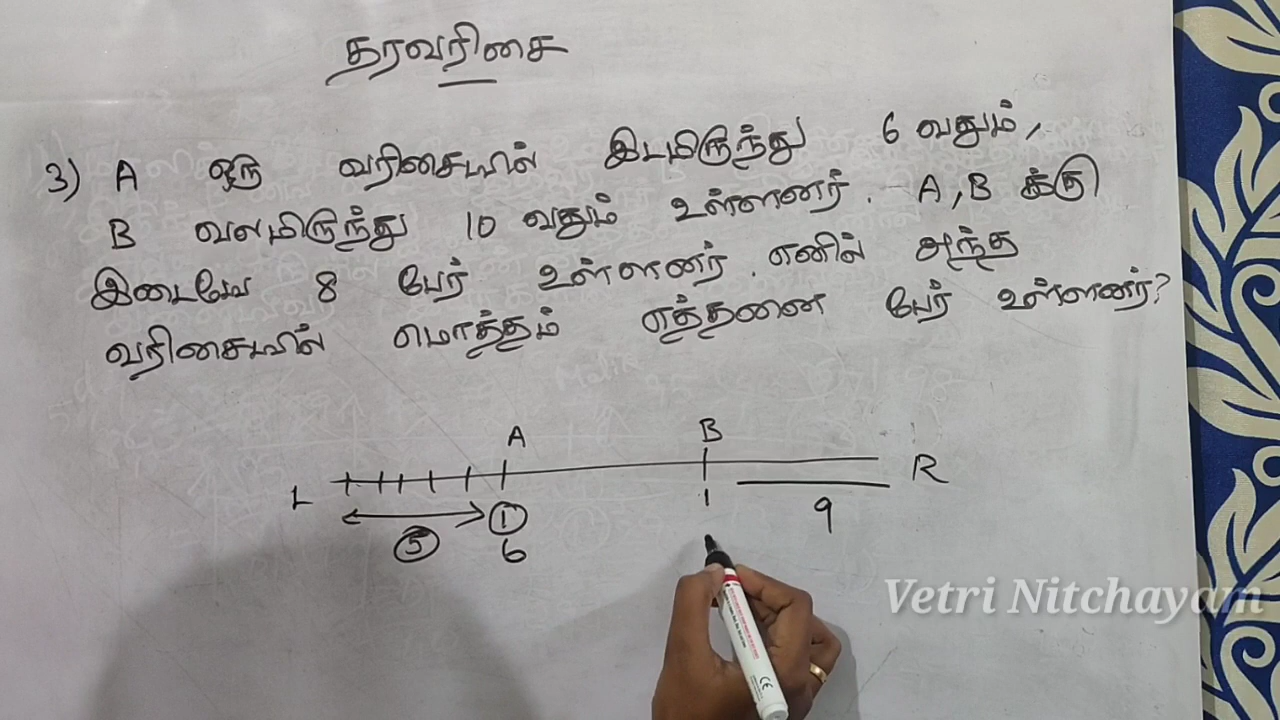 தரவரிசை
3) A ஒரு வரிசையில் இடமிருந்து 6 வதும்,
B வலமிருந்து 10 வதும் உள்ளனர். A,B க்கு
இடையே 8 பேர் உள்ளனர். எனில் அந்த
வரிசையில் மொத்தம் எத்தனை பேர் உள்ளனர்?
A B
L R
5 1 1 9
6
Vetri Nitchayam